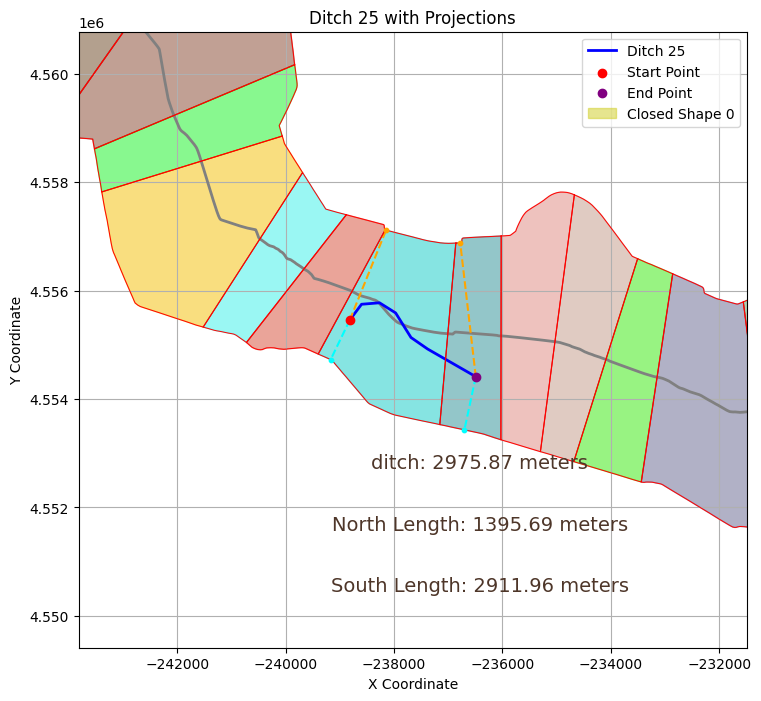 Ditch 25 with Projections
1e6
Ditch 25
Start Point
End Point
Closed Shape 0
4.560
4.558
4.556
4.554
4.552
4.550
Y Coordinate
ditch: 2975.87 meters
North Length: 1395.69 meters
South Length: 2911.96 meters
−242000 −240000 −238000 −236000 −234000 −232000
X Coordinate